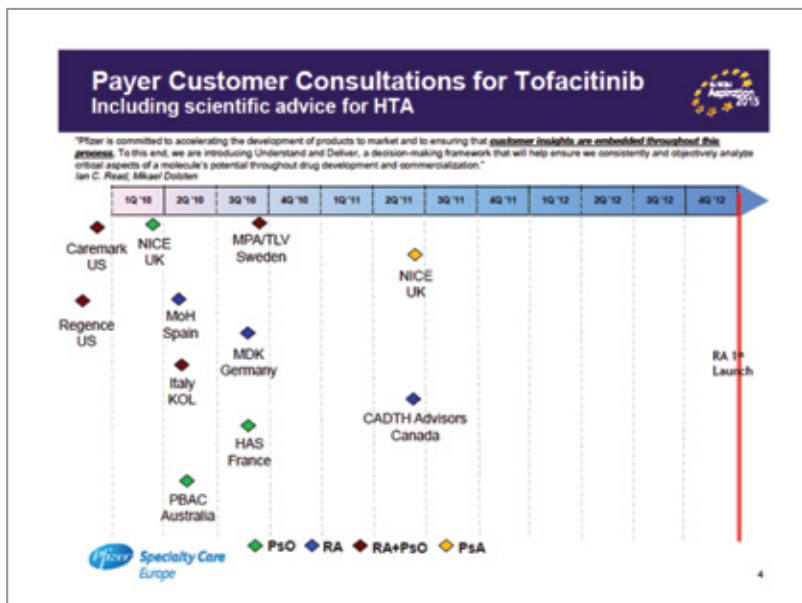 Payer Customer Consultations for Tofacitinib
Including scientific advice for HTA
Aspiration
2015
"Pfizer is committed to accelerating the development of products to market and to ensuring that customer insights are embedded throughout this
process. To this end, we are introducing Understand and Deliver, a decision-making framework that will help ensure we consistently and objectively analyze
critical aspects of a molecule's potential throughout drug development and commercialization."
Ian C. Read; Mikael Dolsten
1Q '10 2Q '10 3Q '10 4Q '10 1Q '11 2Q '11 3Q '11 4Q '11 1Q '12 2Q '12 3Q '12 4Q '12
Caremark
US
NICE
UK
MPA/TLV
Sweden
NICE
UK
Regence
US
MoH
Spain
MDK
Germany
RA 1st
Launch
Italy
KOL
CADTH Advisors
Canada
HAS
France
PBAC
Australia
PsO RA RA+PsO PsA
Pfizer Specialty Care
Europe
4